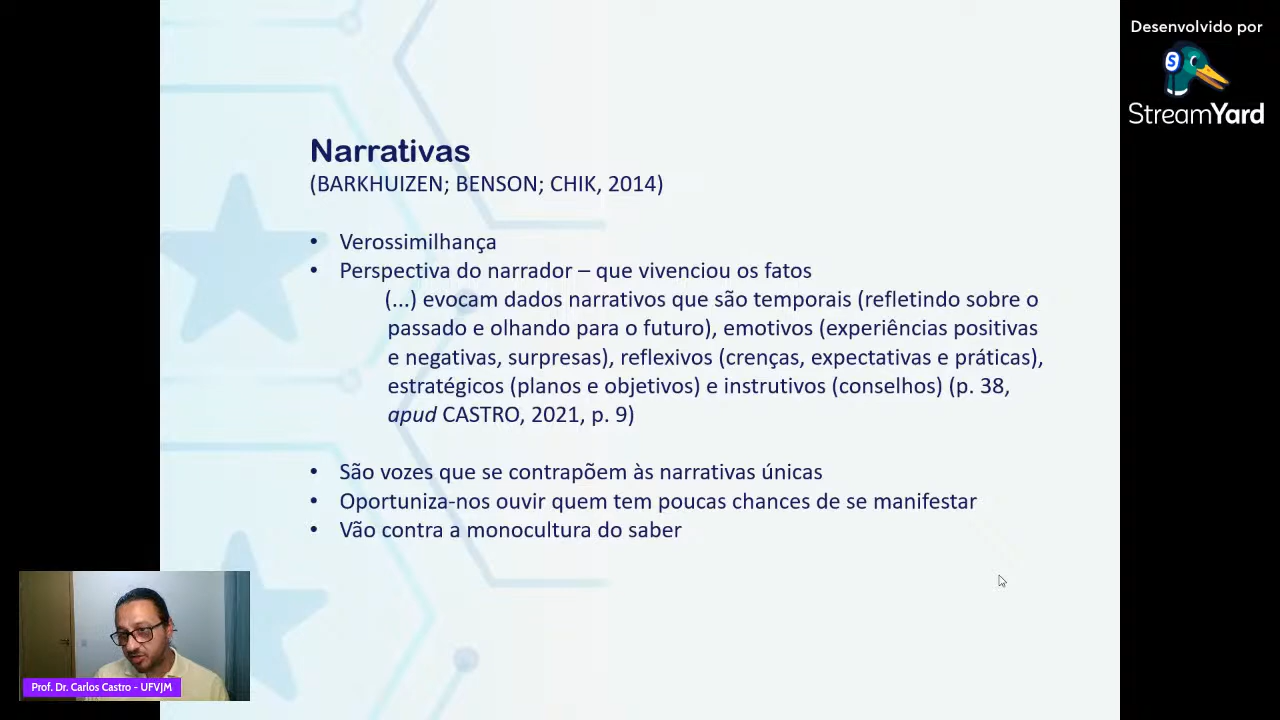 Desenvolvido por
StreamYard
Narrativas
(BARKHUIZEN; BENSON; CHIK, 2014)
• Verossimilhança
• Perspectiva do narrador – que vivenciou os fatos
(...) evocam dados narrativos que são temporais (refletindo sobre o
passado e olhando para o futuro), emotivos (experiências positivas
e negativas, surpresas), reflexivos (crenças, expectativas e práticas),
estratégicos (planos e objetivos) e instrutivos (conselhos) (p. 38,
apud CASTRO, 2021, p. 9)
• São vozes que se contrapõem às narrativas únicas
• Oportuniza-nos ouvir quem tem poucas chances de se manifestar
• Vão contra a monocultura do saber
Prof. Dr. Carlos Castro - UFVJM